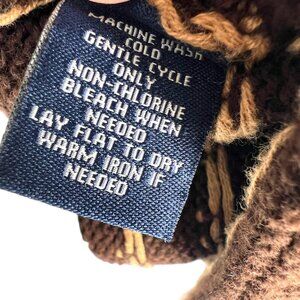 MACHINE WASH
COLD
GENTLE CYCLE
ONLY
NON-CHLORINE
BLEACH WHEN
NEEDED
LAY FLAT TO DRY
WARM IRON IF
NEEDED